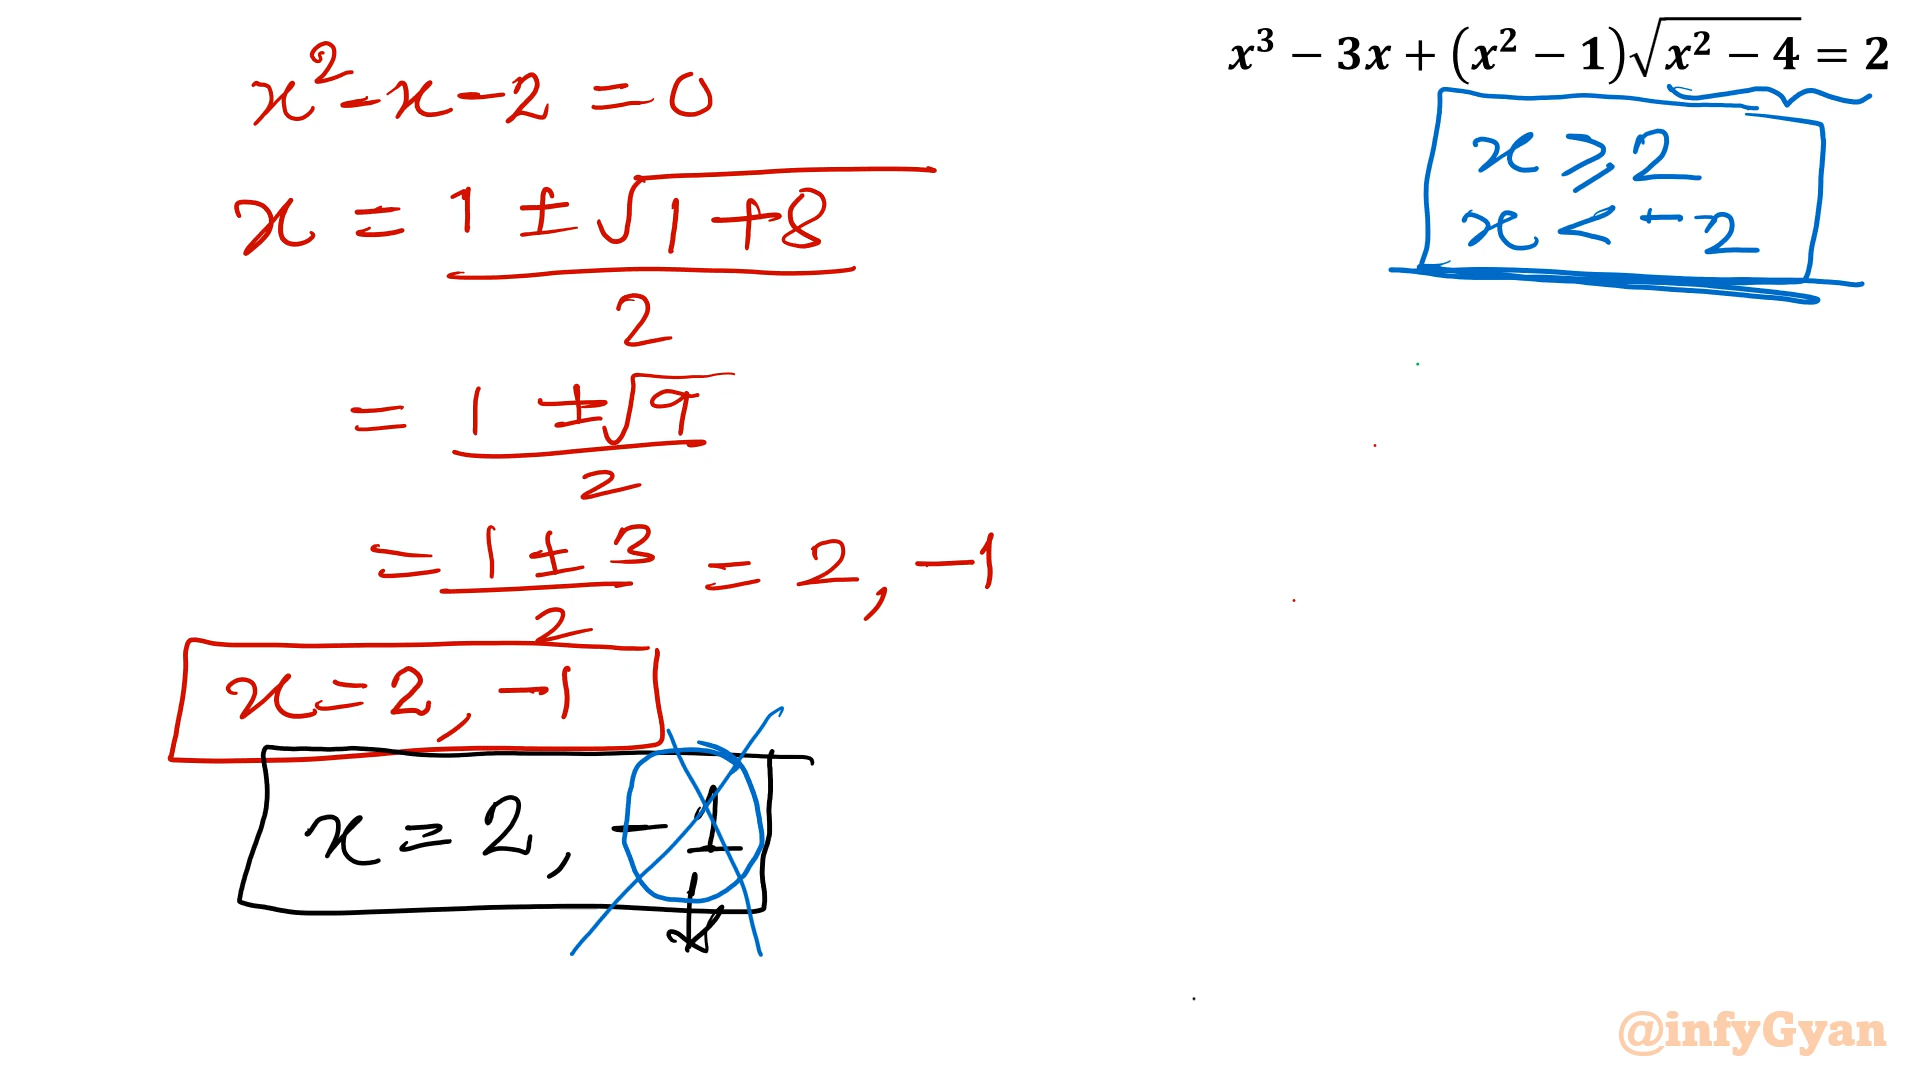 x³ − 3x + (x² − 1)√(x² − 4) = 2
x ≥ 2
x < −2
x² − x − 2 = 0
x = (1 ± √(1 + 8)) / 2
= (1 ± √9) / 2
= (1 ± 3) / 2 = 2, −1
x = 2, −1
x = 2, −1
@infyGyan